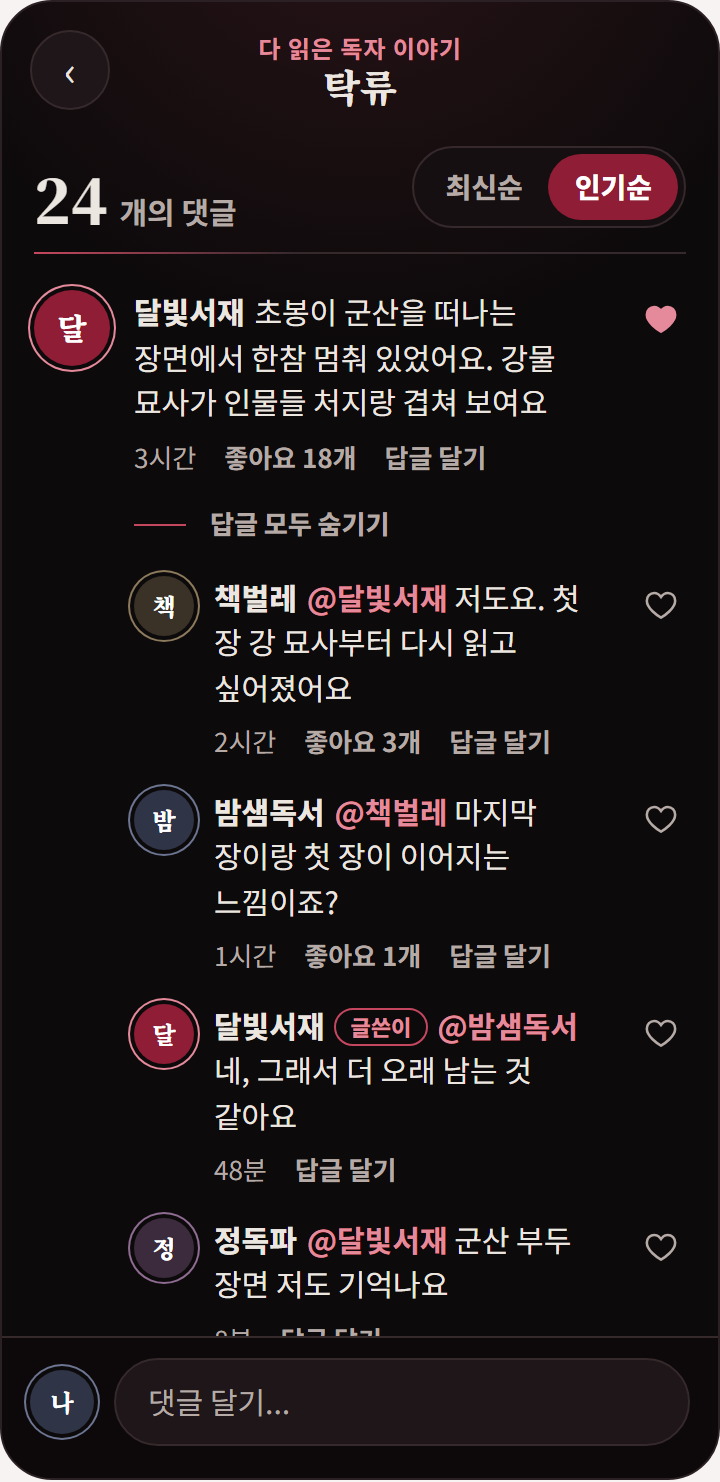 다 읽은 독자 이야기
‹ 탁류
24 개의 댓글 최신순 인기순
달 달빛서재 초봉이 군산을 떠나는
장면에서 한참 멈춰 있었어요. 강물
묘사가 인물들 처지랑 겹쳐 보여요
3시간 좋아요 18개 답글 달기
답글 모두 숨기기
책 책벌레 @달빛서재 저도요. 첫
장 강 묘사부터 다시 읽고
싶어졌어요
2시간 좋아요 3개 답글 달기
밤 밤샘독서 @책벌레 마지막
장이랑 첫 장이 이어지는
느낌이죠?
1시간 좋아요 1개 답글 달기
달 달빛서재 글쓴이 @밤샘독서
네, 그래서 더 오래 남는 것
같아요
48분 답글 달기
정 정독파 @달빛서재 군산 부두
장면 저도 기억나요
답글 달기
나 댓글 달기...